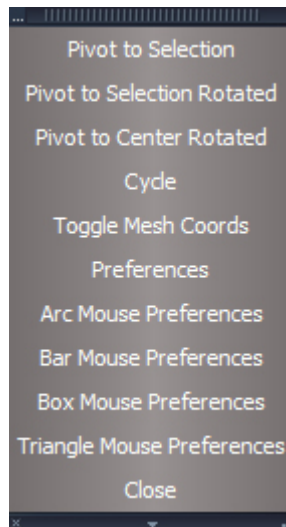 ...
Pivot to Selection
Pivot to Selection Rotated
Pivot to Center Rotated
Cycle
Toggle Mesh Coords
Preferences
Arc Mouse Preferences
Bar Mouse Preferences
Box Mouse Preferences
Triangle Mouse Preferences
Close